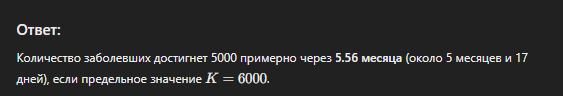 Ответ:
Количество заболевших достигнет 5000 примерно через 5.56 месяца (около 5 месяцев и 17
дней), если предельное значение K = 6000.